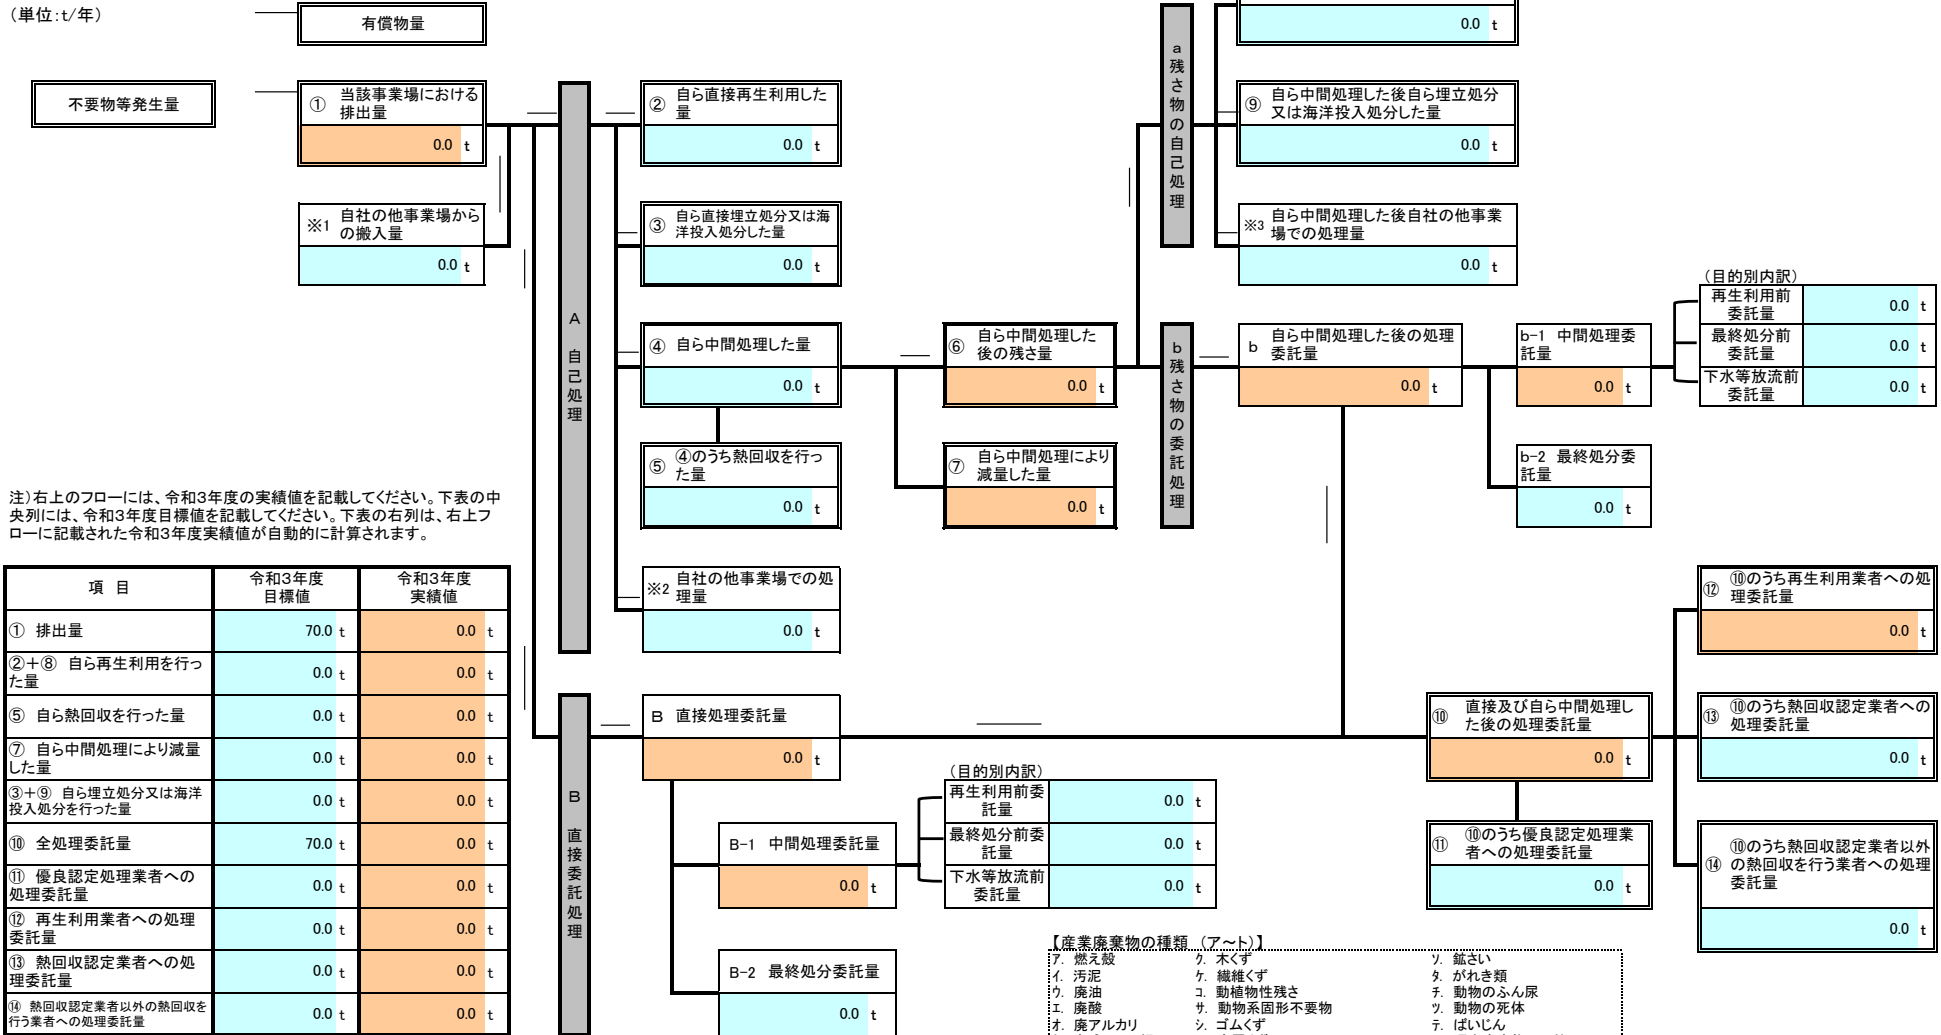 (単位:t/年)
有償物量
0.0 t
不要物等発生量
① 当該事業場における
排出量
0.0 t
※1 自社の他事業場から
の搬入量
0.0 t
A 自己処理
② 自ら直接再生利用した
量
0.0 t
③ 自ら直接埋立処分又は海
洋投入処分した量
0.0 t
④ 自ら中間処理した量
0.0 t
⑤ ④のうち熱回収を行っ
た量
0.0 t
※2 自社の他事業場での処
理量
0.0 t
⑥ 自ら中間処理した
後の残さ量
0.0 t
⑦ 自ら中間処理により
減量した量
0.0 t
a 残さ物の自己処理
⑨ 自ら中間処理した後自ら埋立処分
又は海洋投入処分した量
0.0 t
※3 自ら中間処理した後自社の他事業
場での処理量
0.0 t
b 残さ物の委託処理
b 自ら中間処理した後の処理
委託量
0.0 t
b-1 中間処理委
託量
0.0 t
b-2 最終処分委
託量
0.0 t
(目的別内訳)
再生利用前
委託量
0.0 t
最終処分前
委託量
0.0 t
下水等放流前
委託量
0.0 t
注)右上のフローには、令和3年度の実績値を記載してください。下表の中
央列には、令和3年度目標値を記載してください。下表の右列は、右上フ
ローに記載された令和3年度実績値が自動的に計算されます。
項 目 令和3年度
目標値 令和3年度
実績値
① 排出量 70.0 t 0.0 t
②+⑧ 自ら再生利用を行っ
た量 0.0 t 0.0 t
⑤ 自ら熱回収を行った量 0.0 t 0.0 t
⑦ 自ら中間処理により減量
した量 0.0 t 0.0 t
③+⑨ 自ら埋立処分又は海洋
投入処分を行った量 0.0 t 0.0 t
⑩ 全処理委託量 70.0 t 0.0 t
⑪ 優良認定処理業者への
処理委託量 0.0 t 0.0 t
⑫ 再生利用業者への処理
委託量 0.0 t 0.0 t
⑬ 熱回収認定業者への処
理委託量 0.0 t 0.0 t
⑭ 熱回収認定業者以外の熱回収を
行う業者への処理委託量 0.0 t 0.0 t
B 直接委託処理
B 直接処理委託量
0.0 t
B-1 中間処理委託量
0.0 t
B-2 最終処分委託量
0.0 t
(目的別内訳)
再生利用前委
託量
0.0 t
最終処分前委
託量
0.0 t
下水等放流前
委託量
0.0 t
⑩ 直接及び自ら中間処理し
た後の処理委託量
0.0 t
⑪ ⑩のうち優良認定処理業
者への処理委託量
0.0 t
⑫ ⑩のうち再生利用業者への処
理委託量
0.0 t
⑬ ⑩のうち熱回収認定業者への
処理委託量
0.0 t
⑭ ⑩のうち熱回収認定業者以外
の熱回収を行う業者への処理
委託量
0.0 t
【産業廃棄物の種類 (ア~ト)】
ア. 燃え殻 ク. 木くず ソ. 鉱さい
イ. 汚泥 ケ. 繊維くず タ. がれき類
ウ. 廃油 コ. 動植物性残さ チ. 動物のふん尿
エ. 廃酸 サ. 動物系固形不要物 ツ. 動物の死体
オ. 廃アルカリ シ. ゴムくず テ. ばいじん